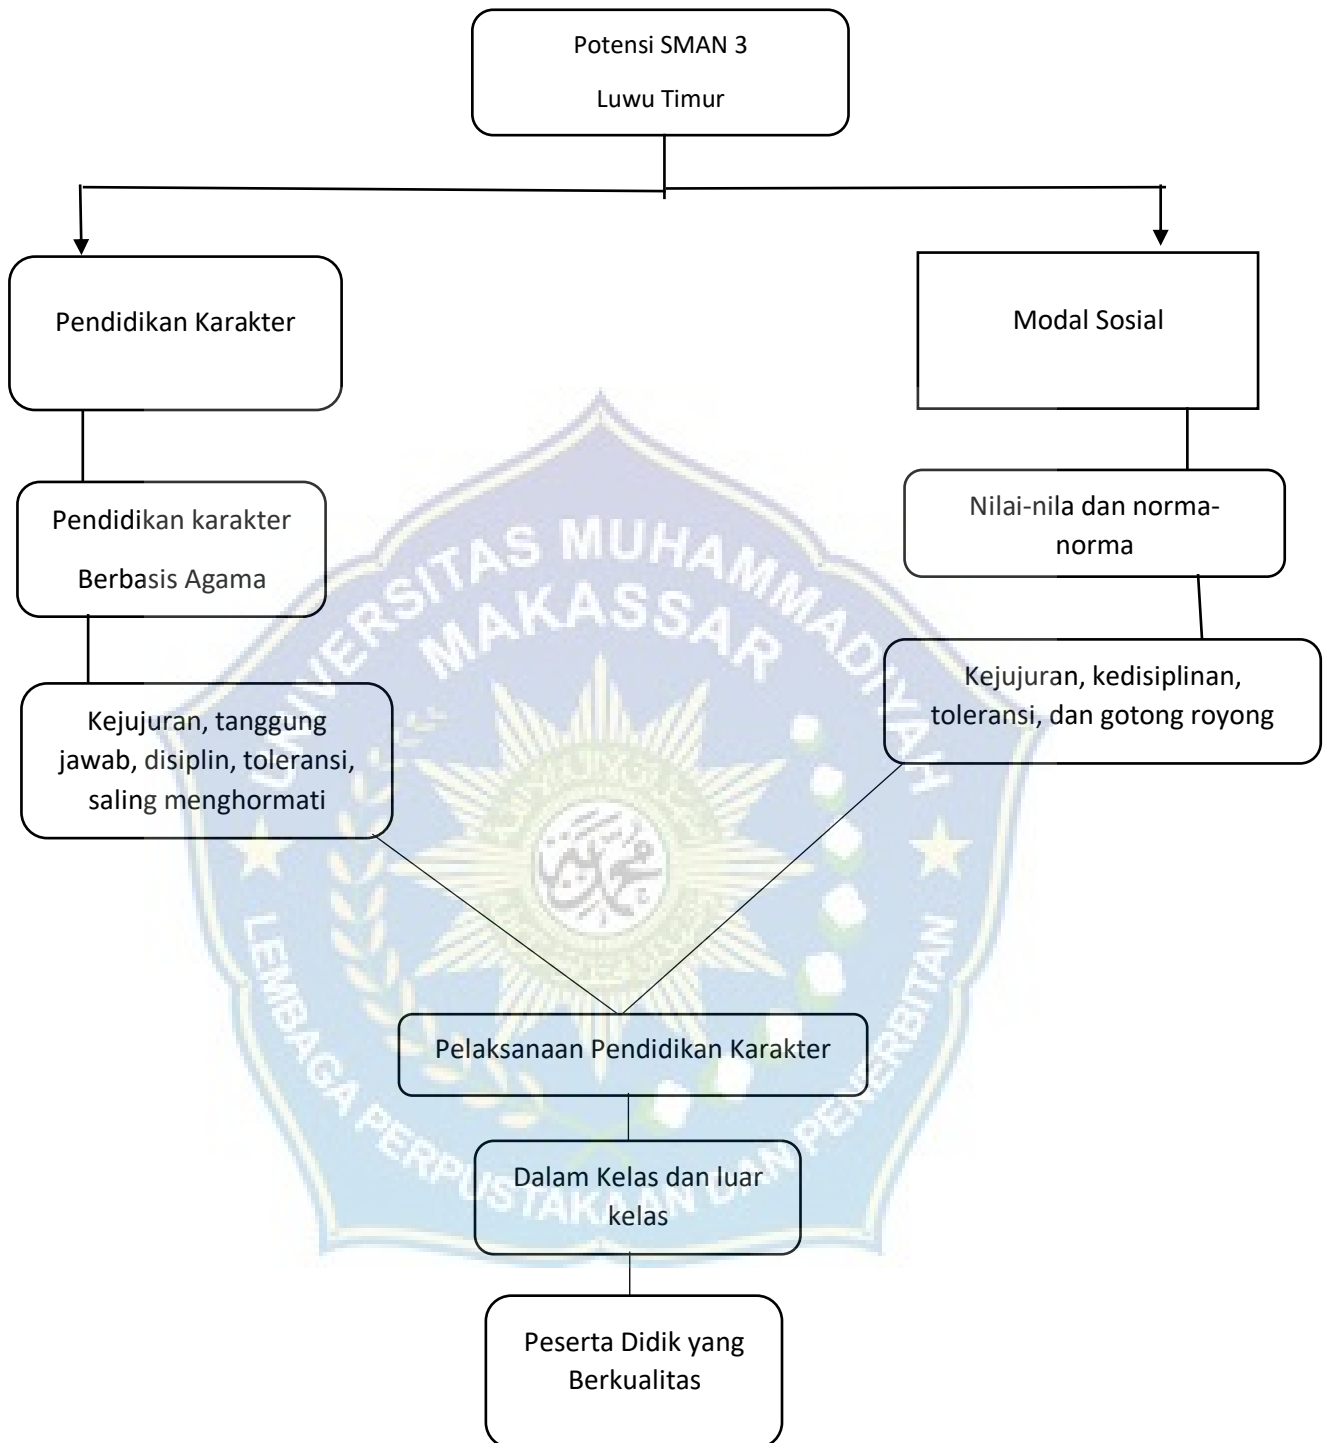 Potensi SMAN 3
Luwu Timur
Pendidikan Karakter
Modal Sosial
Pendidikan karakter
Berbasis Agama
Nilai-nila dan norma-
norma
Kejujuran, tanggung
jawab, disiplin, toleransi,
saling menghormati
Kejujuran, kedisiplinan,
toleransi, dan gotong royong
Pelaksanaan Pendidikan Karakter
Dalam Kelas dan luar
kelas
Peserta Didik yang
Berkualitas
UNIVERSITAS MUHAMMADIYAH
MAKASSAR
LEMBAGA PERPUSTAKAAN DAN PENERBITAN